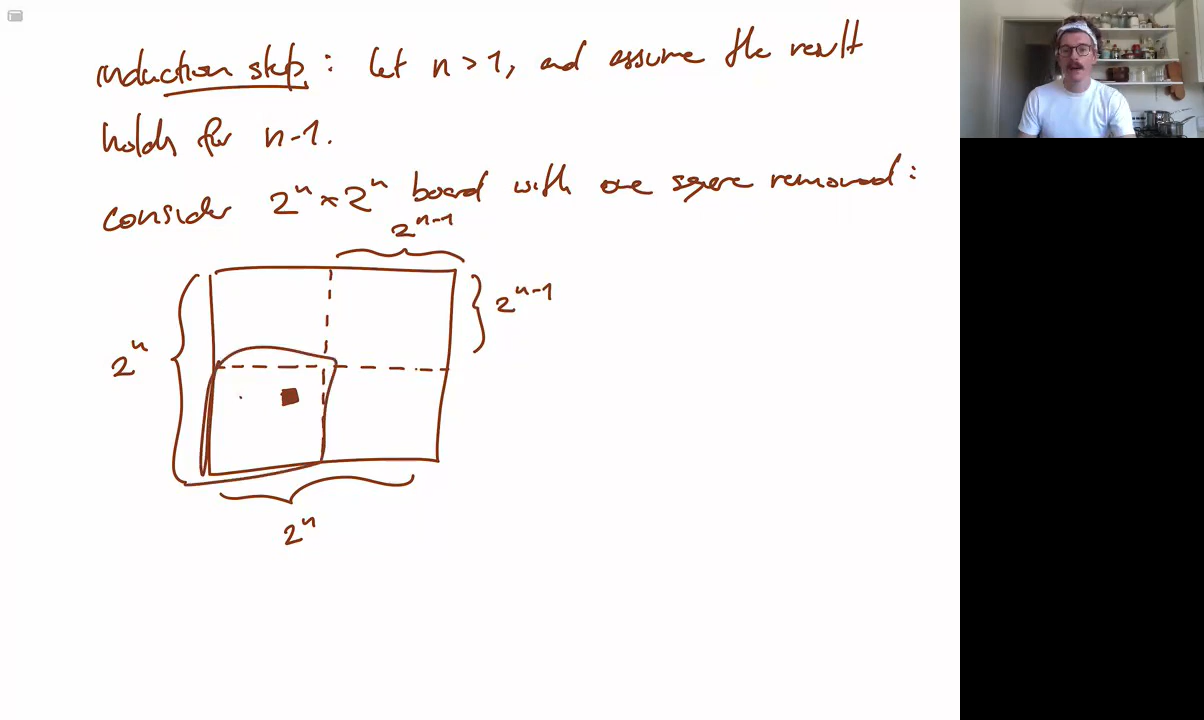 induction step: let n > 1, and assume the result
holds for n-1.
consider 2^n × 2^n board with one square removed:
2^{n-1}
2^{n-1}
2^n
2^n